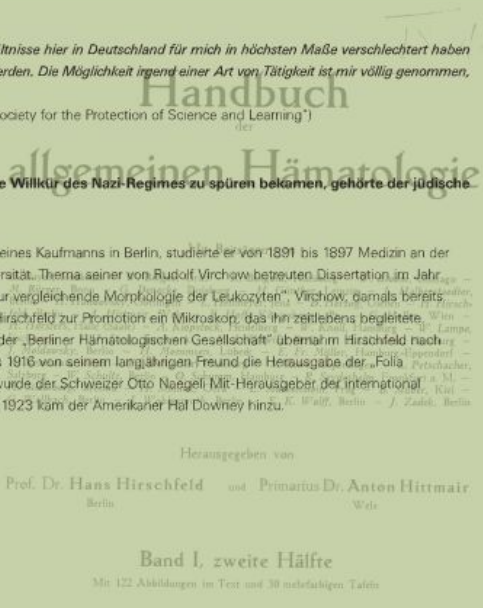 ltnisse hier in Deutschland für mich in höchsten Maße verschlechtert haben
erden. Die Möglichkeit irgend einer Art von Tätigkeit ist mir völlig genommen,
Handbuch
ociety for the Protection of Science and Learning")
der
allgemeinen Hämatologie
e Willkür des Nazi-Regimes zu spüren bekamen, gehörte der jüdische
eines Kaufmanns in Berlin, studierte er von 1891 bis 1897 Medizin an der
rsität. Thema seiner von Rudolf Virchow betreuten Dissertation im Jahr
ur vergleichende Morphologie der Leukozyten". Virchow, damals bereits
Hirschfeld zur Promotion ein Mikroskop, das ihn zeitlebens begleitete.
der „Berliner Hämatologischen Gesellschaft" übernahm Hirschfeld nach
s 1916 von seinem langjährigen Freund die Herausgabe der „Folia
wurde der Schweizer Otto Naegeli Mit-Herausgeber der international
1923 kam der Amerikaner Hal Downey hinzu.
K. Wolff, Berlin – J. Zadek, Berlin
Herausgegeben von
Prof. Dr. Hans Hirschfeld und Primarius Dr. Anton Hittmair
Berlin Wels
Band I, zweite Hälfte
Mit 122 Abbildungen im Text und 30 mehrfarbigen Tafeln